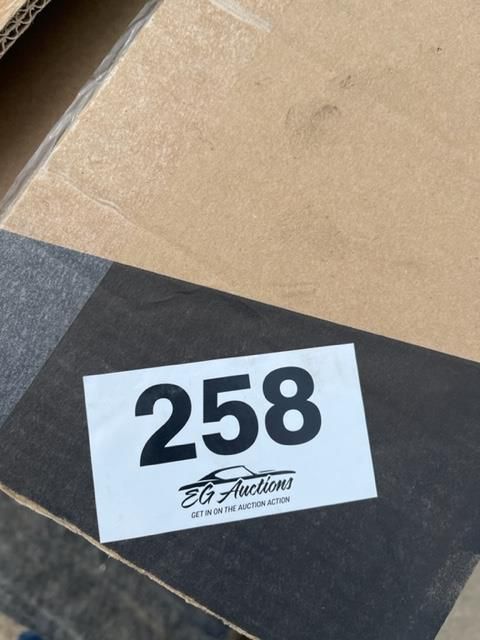 258
EG Auctions
GET IN ON THE AUCTION ACTION